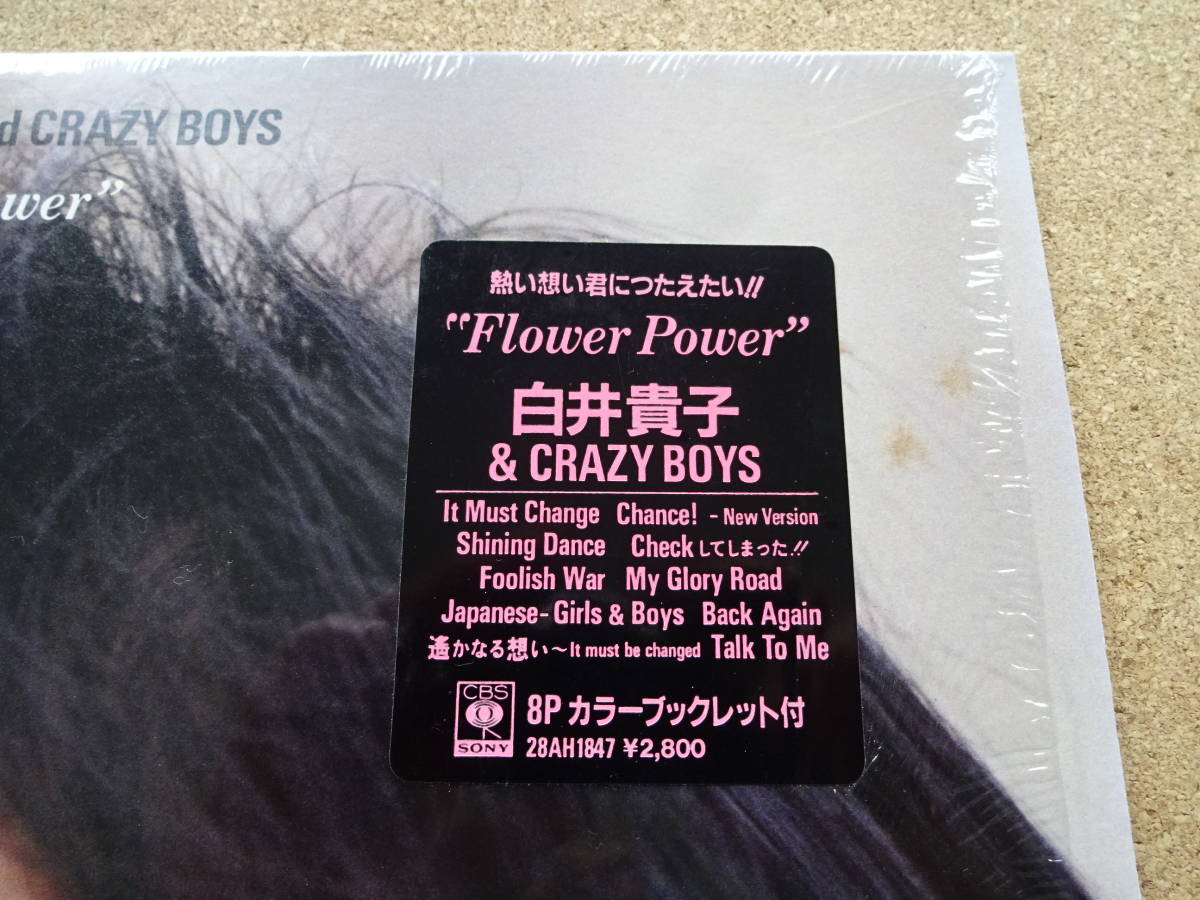 d CRAZY BOYS
ower”
熱い想い君につたえたい!!
“Flower Power”
白井貴子
& CRAZY BOYS
It Must Change Chance! - New Version
Shining Dance Checkしてしまった!!
Foolish War My Glory Road
Japanese-Girls & Boys Back Again
遙かなる想い〜It must be changed Talk To Me
CBS
SONY
8P カラーブックレット付
28AH1847 ¥2,800